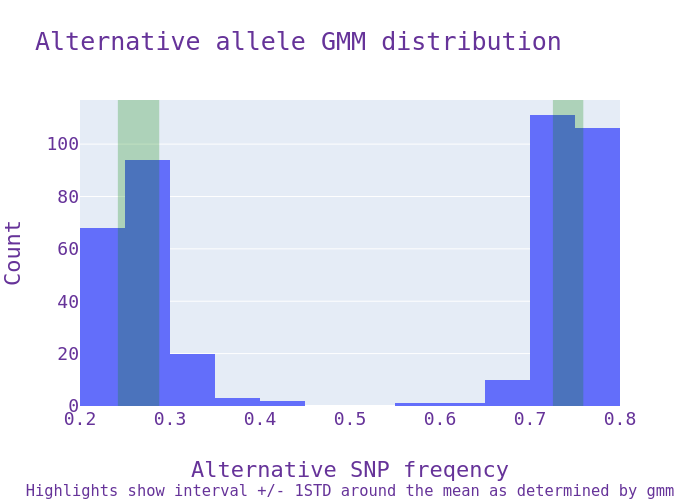 Alternative allele GMM distribution
100
80
60
40
20
0
Count
0.2 0.3 0.4 0.5 0.6 0.7 0.8
Alternative SNP freqency
Highlights show interval +/- 1STD around the mean as determined by gmm